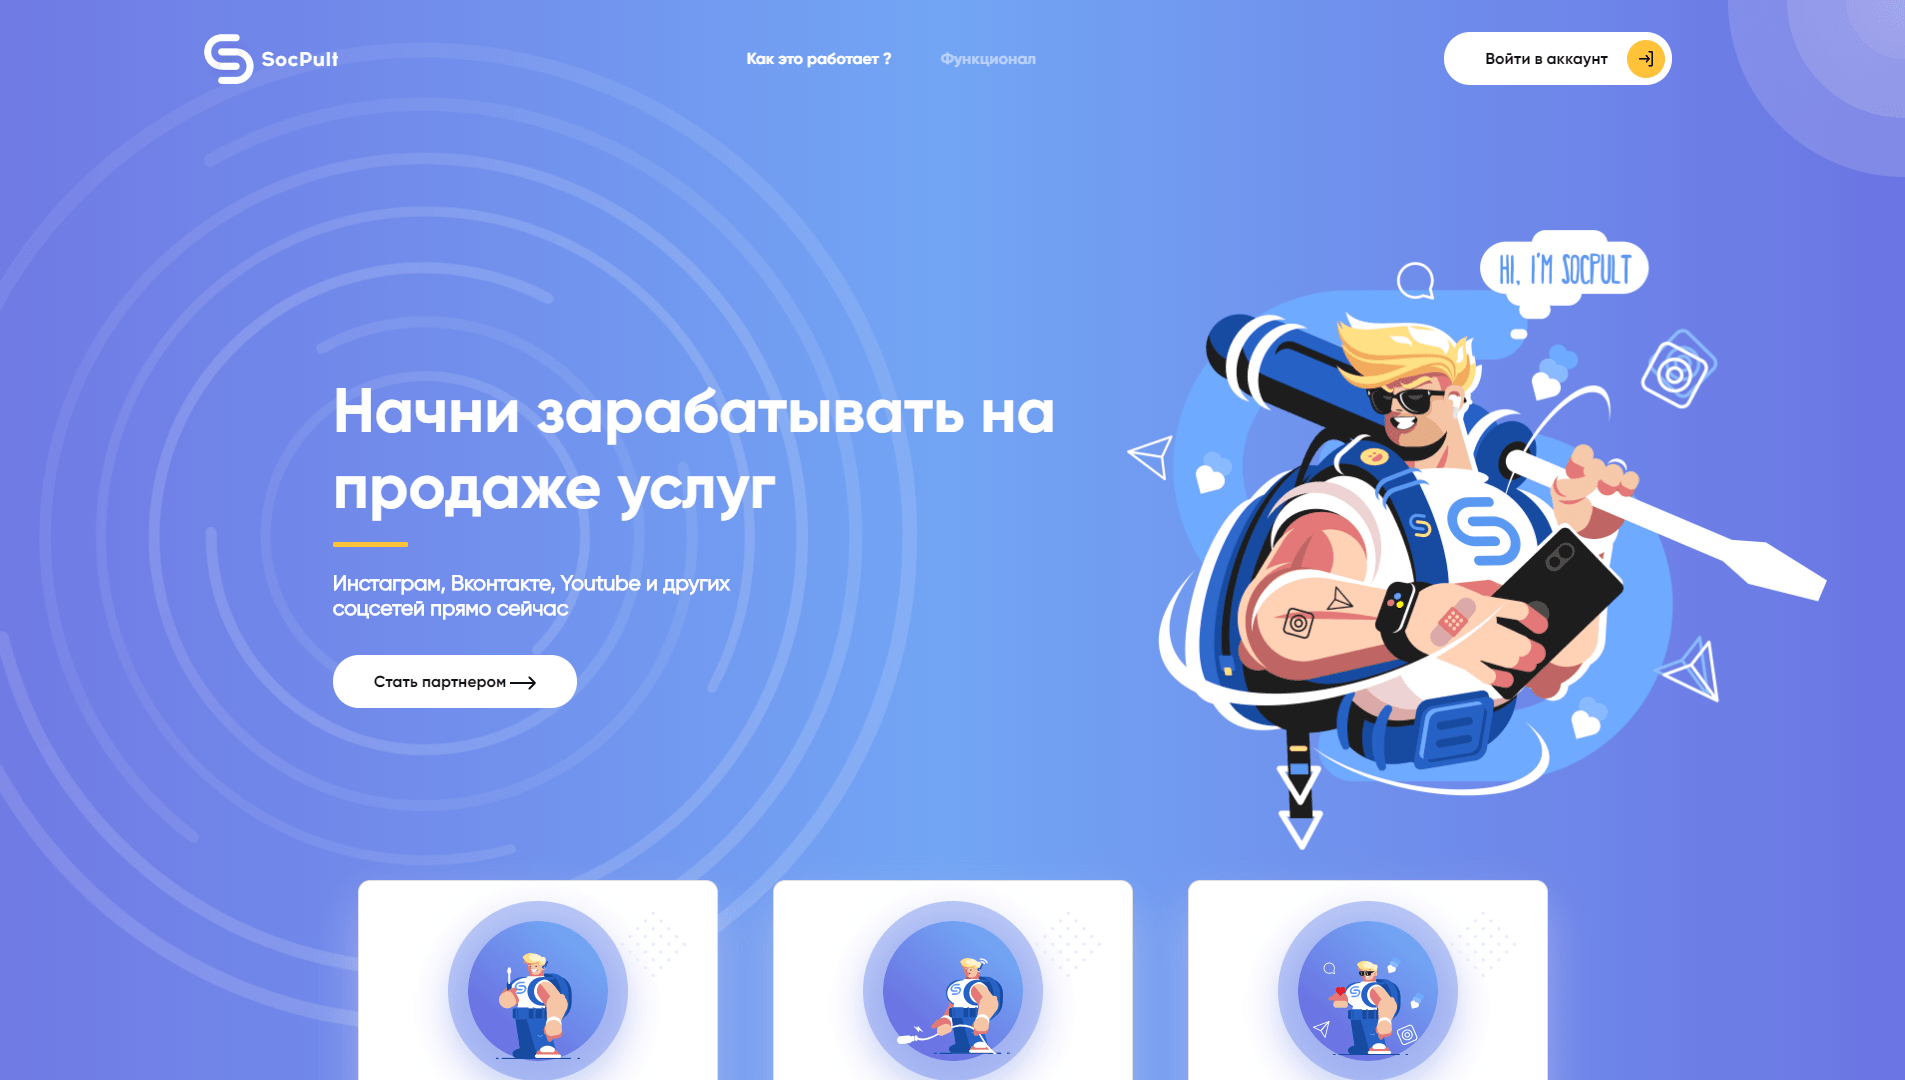 SocPult
Как это работает ?
Функционал
Войти в аккаунт
HI, I'M SOCPULT
Начни зарабатывать на
продаже услуг
Инстаграм, Вконтакте, Youtube и других
соцсетей прямо сейчас
Стать партнером